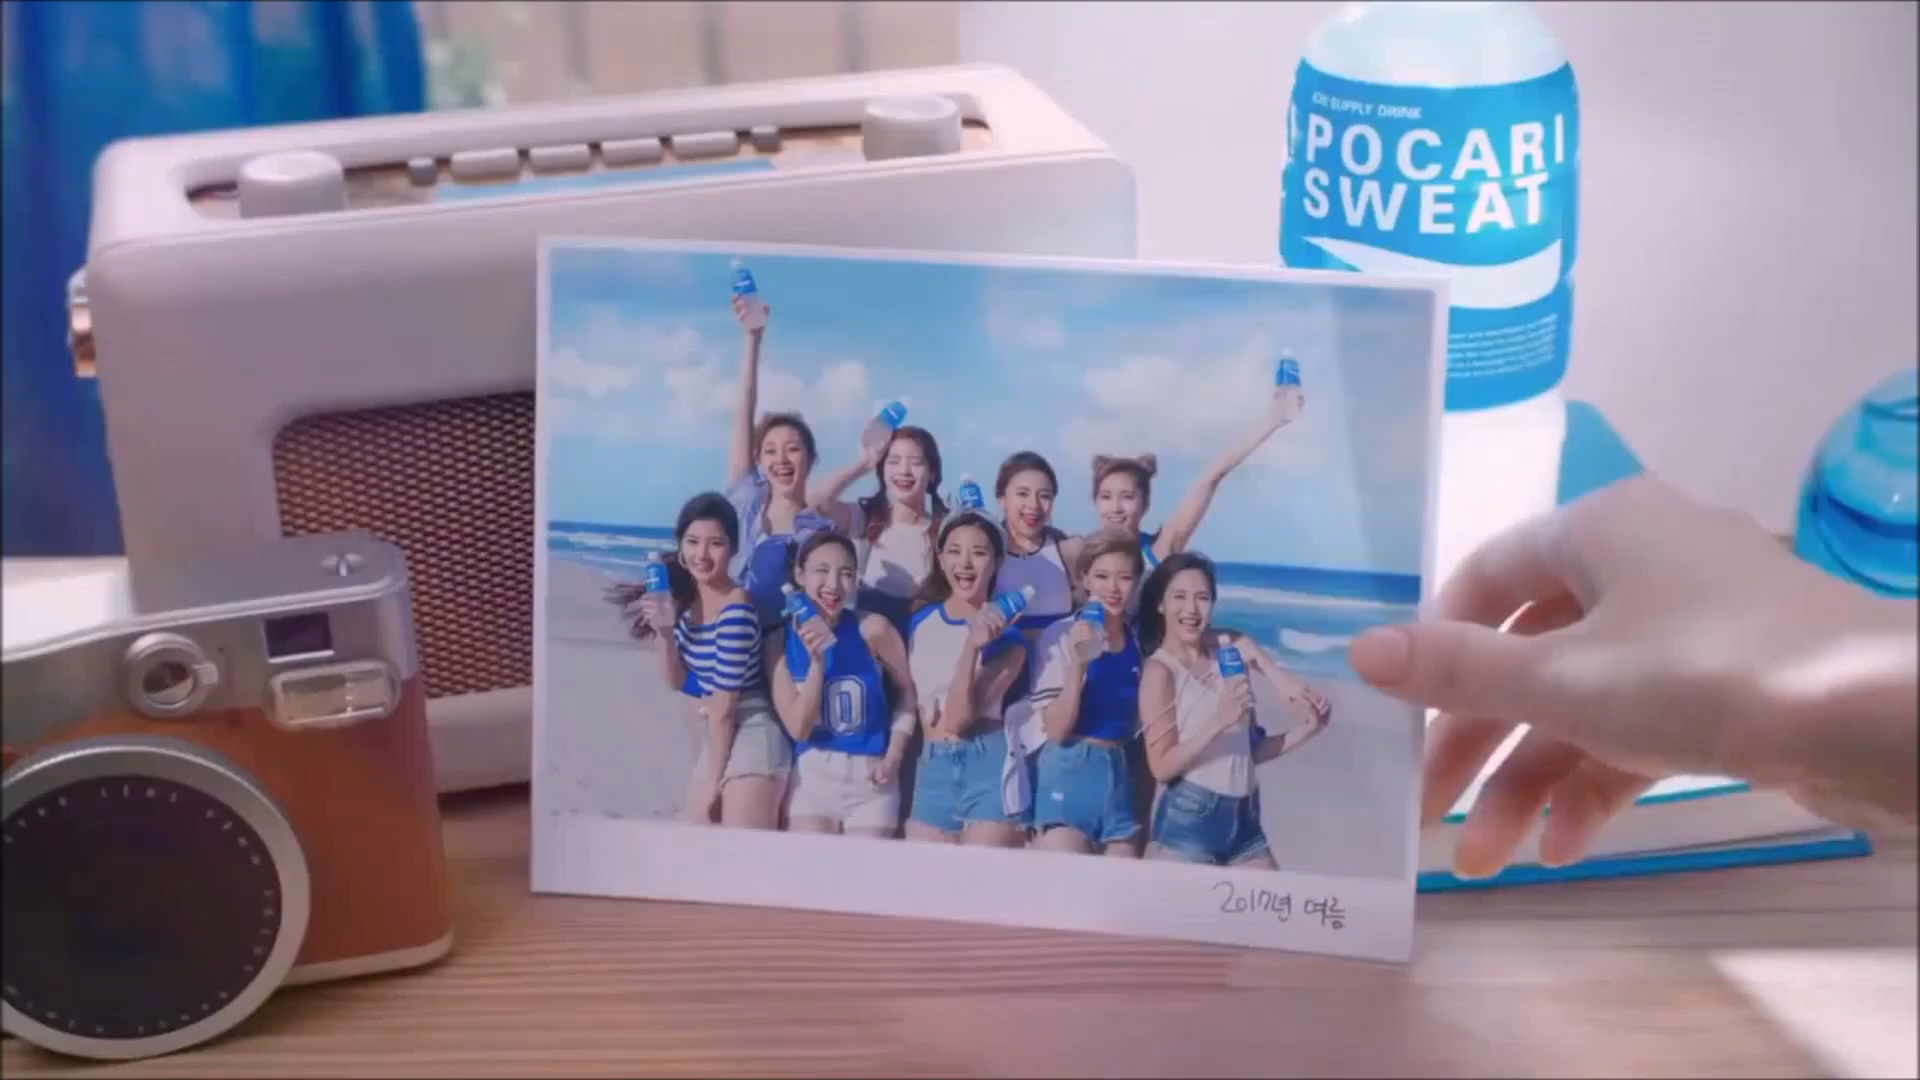 ION SUPPLY DRINK
POCARI
SWEAT
2017년 여름